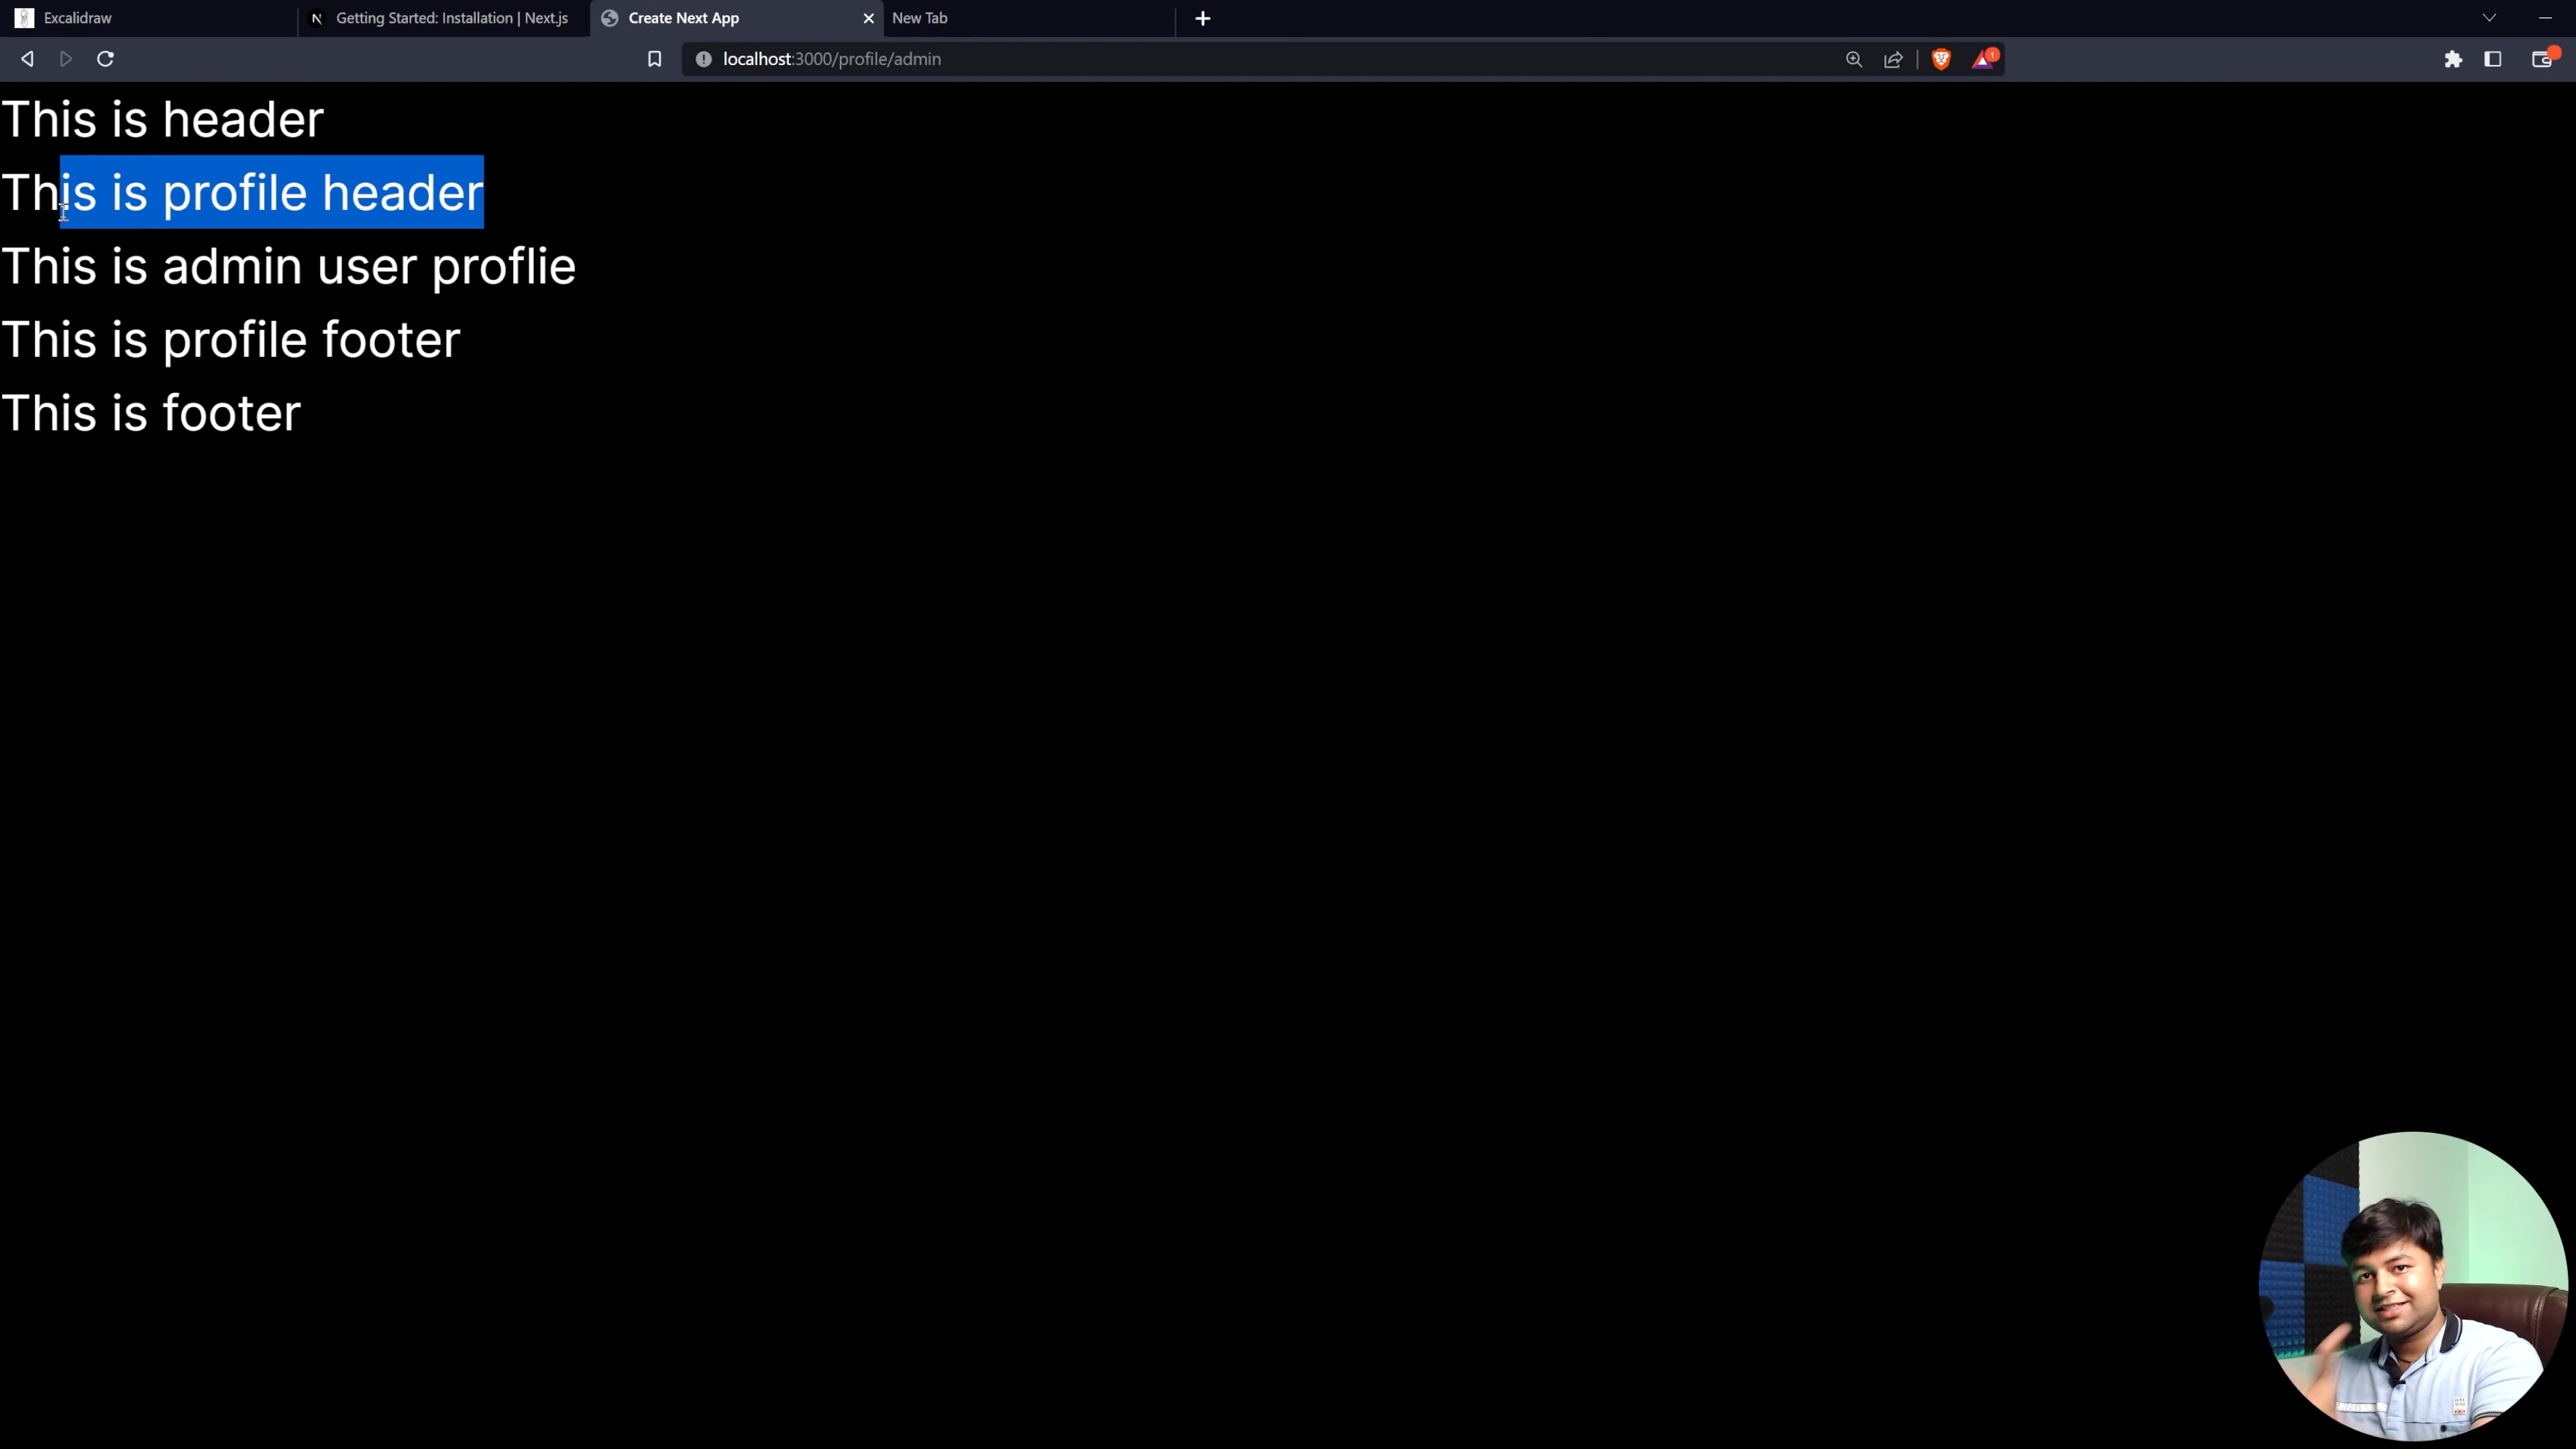 Excalidraw
Getting Started: Installation | Next.js
Create Next App
New Tab
localhost:3000/profile/admin
1
This is header
This is profile header
This is admin user proflie
This is profile footer
This is footer